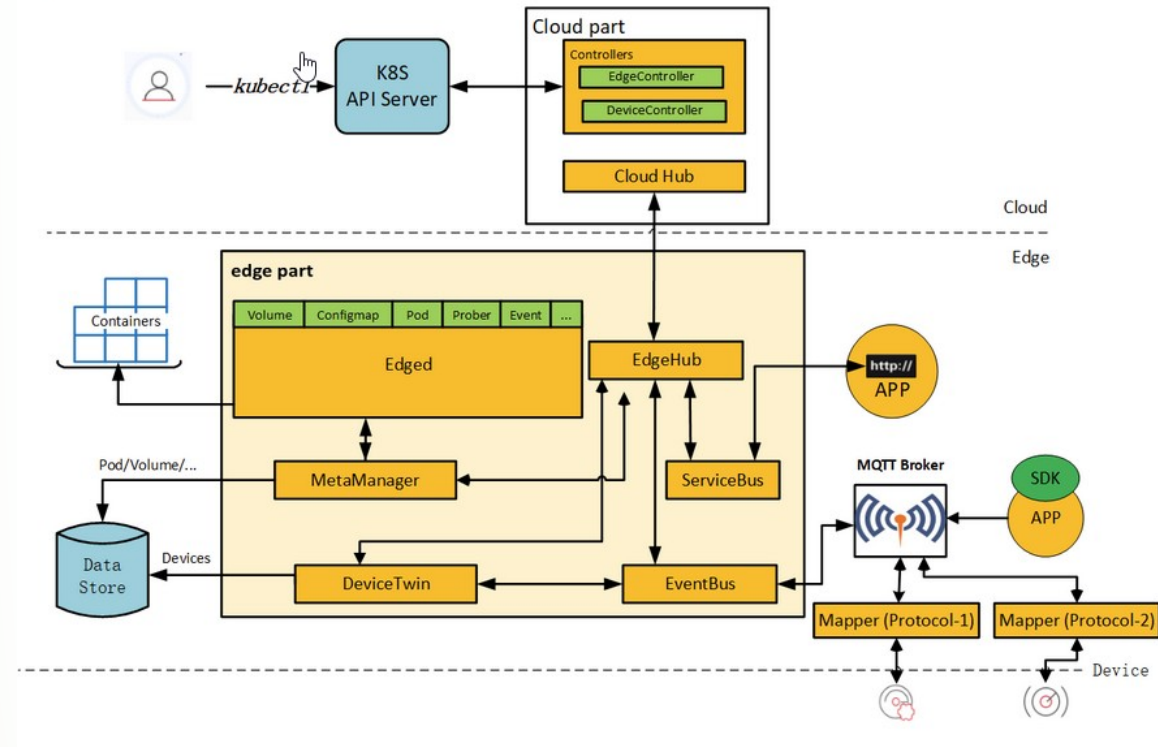 Cloud part
Controllers
EdgeController
DeviceController
kubectl
K8S
API Server
Cloud Hub
Cloud
Edge
edge part
Volume
Configmap
Pod
Prober
Event
...
Containers
Edged
EdgeHub
http://
APP
Pod/Volume/...
MetaManager
ServiceBus
MQTT Broker
SDK
APP
Data
Store
Devices
DeviceTwin
EventBus
Mapper (Protocol-1)
Mapper (Protocol-2)
Device